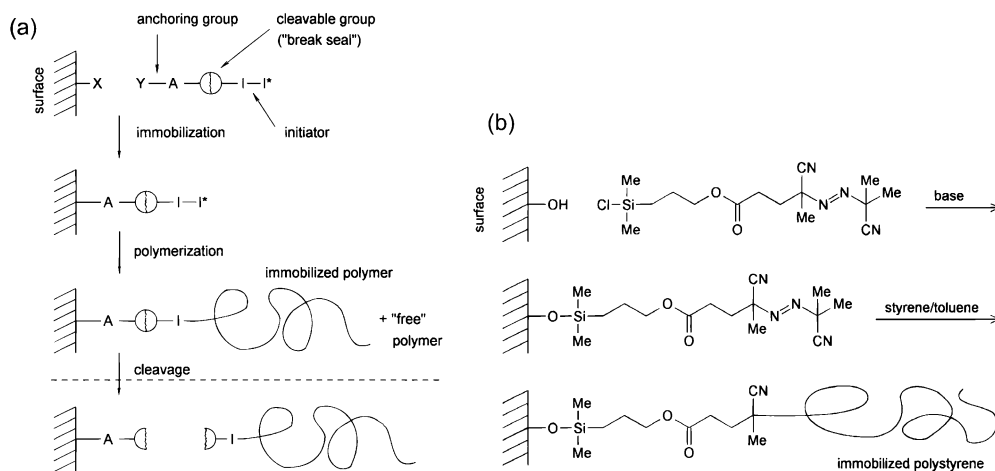 (a)
anchoring group
cleavable group
("break seal")
surface
X
Y—A
I—I*
initiator
immobilization
A
I—I*
polymerization
immobilized polymer
A
I
+ "free"
polymer
cleavage
A
I
(b)
surface
OH
Cl
Si
Me
Me
O
O
CN
Me
N
N
Me
Me
CN
base
O
Si
Me
Me
O
O
CN
Me
N
N
Me
Me
CN
styrene/toluene
O
Si
Me
Me
O
O
CN
Me
immobilized polystyrene